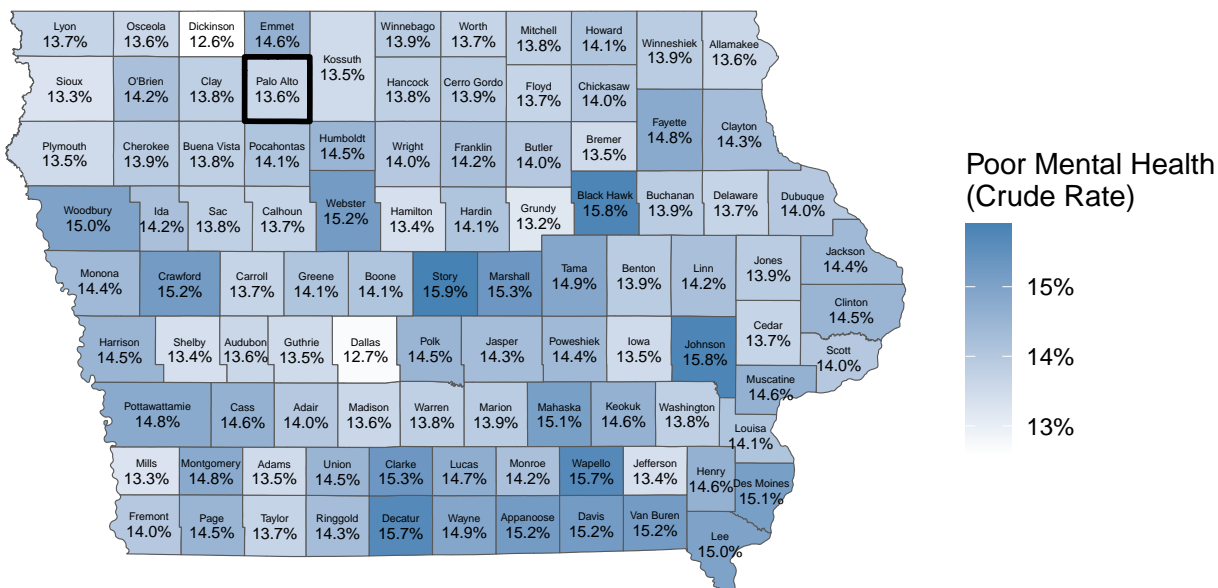 Lyon
13.7%
Osceola
13.6%
Dickinson
12.6%
Emmet
14.6%
Kossuth
13.5%
Winnebago
13.9%
Worth
13.7%
Mitchell
13.8%
Howard
14.1%
Winneshiek
13.9%
Allamakee
13.6%
Sioux
13.3%
O'Brien
14.2%
Clay
13.8%
Palo Alto
13.6%
Hancock
13.8%
Cerro Gordo
13.9%
Floyd
13.7%
Chickasaw
14.0%
Fayette
14.8%
Clayton
14.3%
Plymouth
13.5%
Cherokee
13.9%
Buena Vista
13.8%
Pocahontas
14.1%
Humboldt
14.5%
Wright
14.0%
Franklin
14.2%
Butler
14.0%
Bremer
13.5%
Woodbury
15.0%
Ida
14.2%
Sac
13.8%
Calhoun
13.7%
Webster
15.2%
Hamilton
13.4%
Hardin
14.1%
Grundy
13.2%
Black Hawk
15.8%
Buchanan
13.9%
Delaware
13.7%
Dubuque
14.0%
Monona
14.4%
Crawford
15.2%
Carroll
13.7%
Greene
14.1%
Boone
14.1%
Story
15.9%
Marshall
15.3%
Tama
14.9%
Benton
13.9%
Linn
14.2%
Jones
13.9%
Jackson
14.4%
Clinton
14.5%
Harrison
14.5%
Shelby
13.4%
Audubon
13.6%
Guthrie
13.5%
Dallas
12.7%
Polk
14.5%
Jasper
14.3%
Poweshiek
14.4%
Iowa
13.5%
Johnson
15.8%
Cedar
13.7%
Scott
14.0%
Muscatine
14.6%
Pottawattamie
14.8%
Cass
14.6%
Adair
14.0%
Madison
13.6%
Warren
13.8%
Marion
13.9%
Mahaska
15.1%
Keokuk
14.6%
Washington
13.8%
Louisa
14.1%
Mills
13.3%
Montgomery
14.8%
Adams
13.5%
Union
14.5%
Clarke
15.3%
Lucas
14.7%
Monroe
14.2%
Wapello
15.7%
Jefferson
13.4%
Henry
14.6%
Des Moines
15.1%
Fremont
14.0%
Page
14.5%
Taylor
13.7%
Ringgold
14.3%
Decatur
15.7%
Wayne
14.9%
Appanoose
15.2%
Davis
15.2%
Van Buren
15.2%
Lee
15.0%
Poor Mental Health
(Crude Rate)
15%
14%
13%